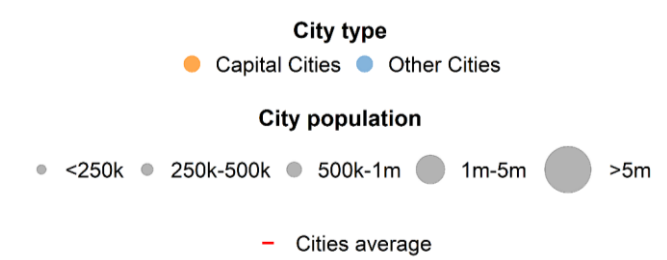 City type
Capital Cities Other Cities
City population
<250k 250k-500k 500k-1m 1m-5m >5m
Cities average